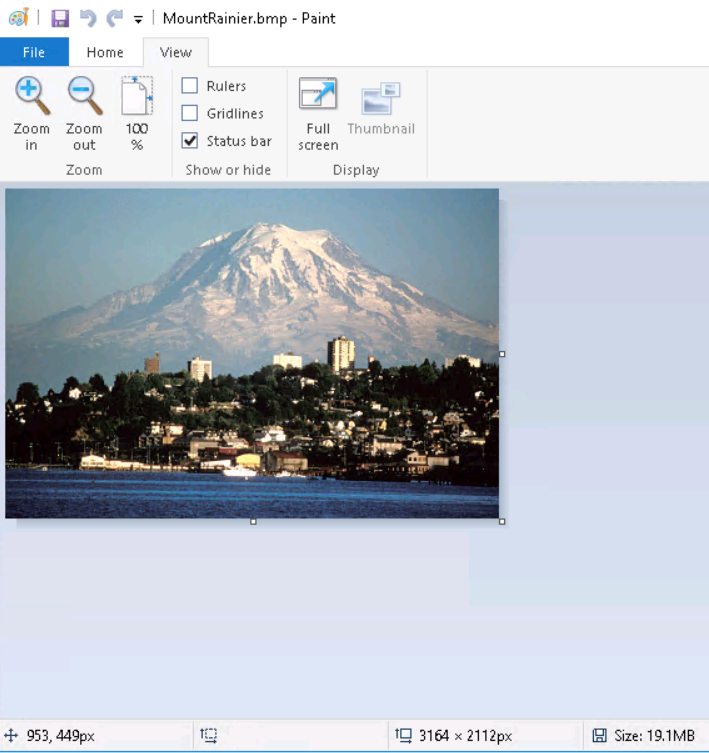 MountRainier.bmp - Paint
File Home View
Zoom in
Zoom out
100 %
Rulers
Gridlines
Status bar
Full screen
Thumbnail
Zoom
Show or hide
Display
953, 449px
3164 × 2112px
Size: 19.1MB